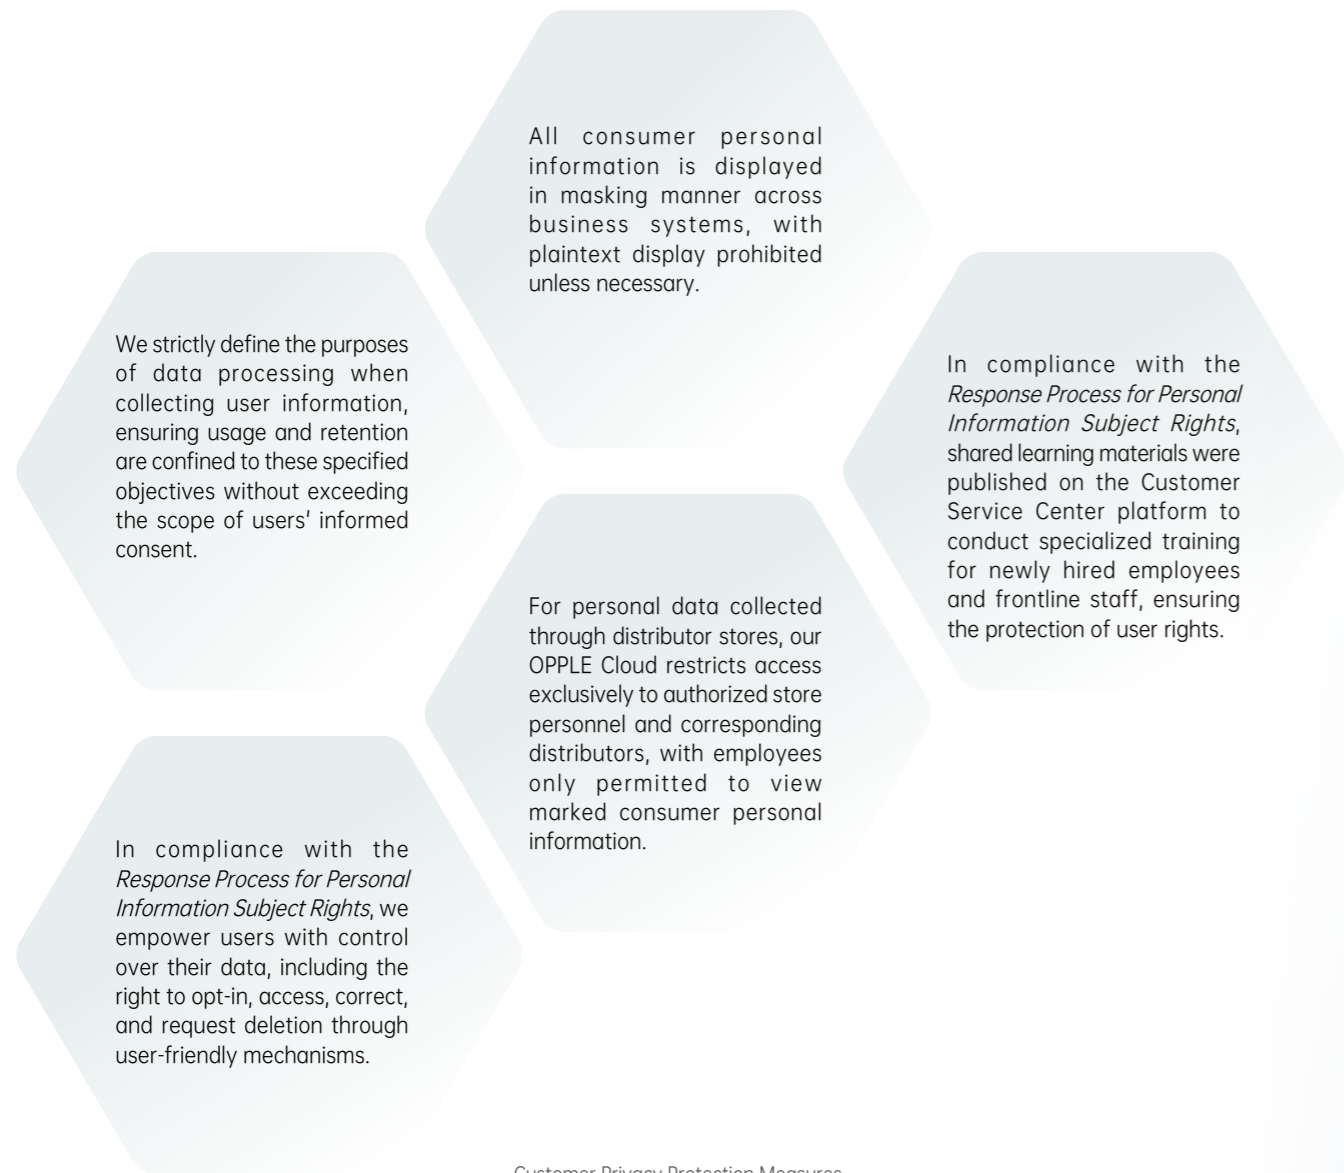 All consumer personal
information is displayed
in masking manner across
business systems, with
plaintext display prohibited
unless necessary.
We strictly define the purposes
of data processing when
collecting user information,
ensuring usage and retention
are confined to these specified
objectives without exceeding
the scope of users' informed
consent.
In compliance with the
Response Process for Personal
Information Subject Rights,
shared learning materials were
published on the Customer
Service Center platform to
conduct specialized training
for newly hired employees
and frontline staff, ensuring
the protection of user rights.
For personal data collected
through distributor stores, our
OPPLE Cloud restricts access
exclusively to authorized store
personnel and corresponding
distributors, with employees
only permitted to view
marked consumer personal
information.
In compliance with the
Response Process for Personal
Information Subject Rights, we
empower users with control
over their data, including the
right to opt-in, access, correct,
and request deletion through
user-friendly mechanisms.
Customer Privacy Protection Measures